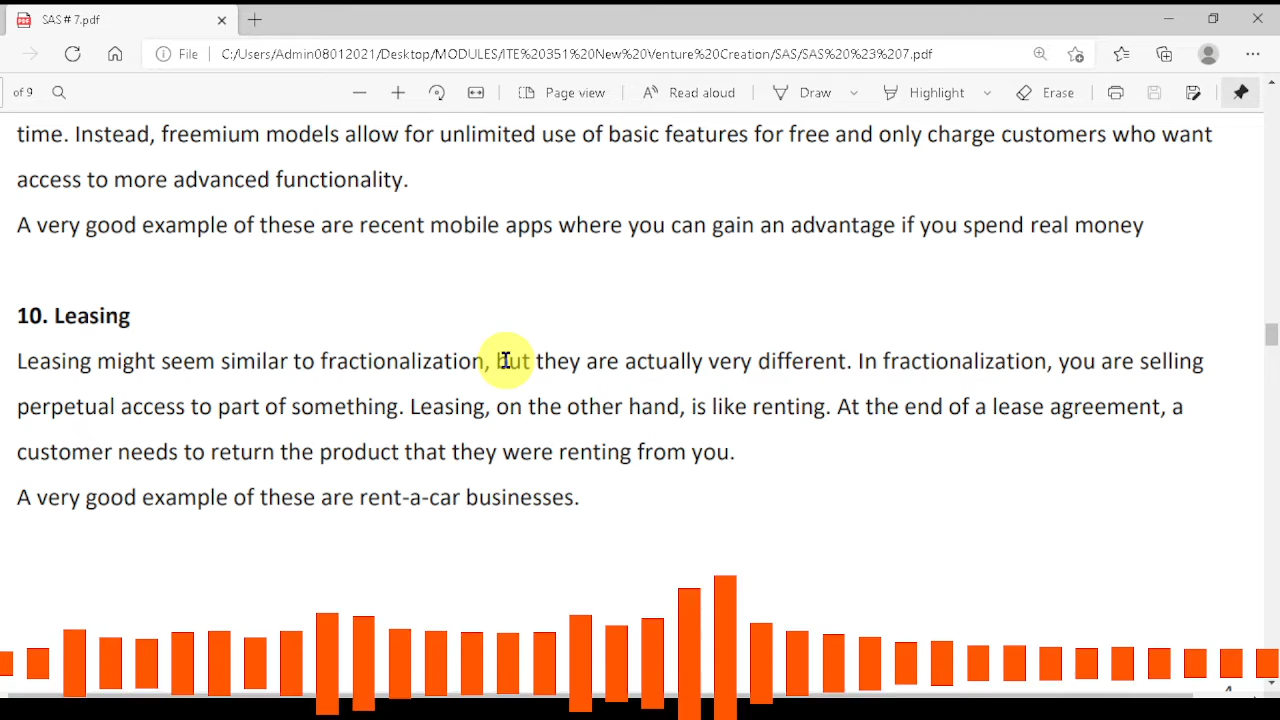 SAS # 7.pdf
File
C:/Users/Admin08012021/Desktop/MODULES/ITE%20351%20New%20Venture%20Creation/SAS/SAS%20%23%207.pdf
of 9
Page view
Read aloud
Draw
Highlight
Erase
time. Instead, freemium models allow for unlimited use of basic features for free and only charge customers who want
access to more advanced functionality.
A very good example of these are recent mobile apps where you can gain an advantage if you spend real money
10. Leasing
Leasing might seem similar to fractionalization, but they are actually very different. In fractionalization, you are selling
perpetual access to part of something. Leasing, on the other hand, is like renting. At the end of a lease agreement, a
customer needs to return the product that they were renting from you.
A very good example of these are rent-a-car businesses.